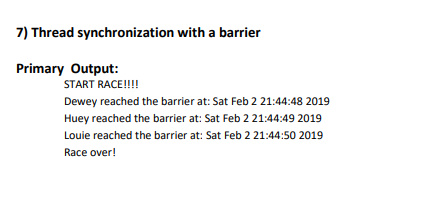 7) Thread synchronization with a barrier
Primary Output:
START RACE!!!!
Dewey reached the barrier at: Sat Feb 2 21:44:48 2019
Huey reached the barrier at: Sat Feb 2 21:44:49 2019
Louie reached the barrier at: Sat Feb 2 21:44:50 2019
Race over!